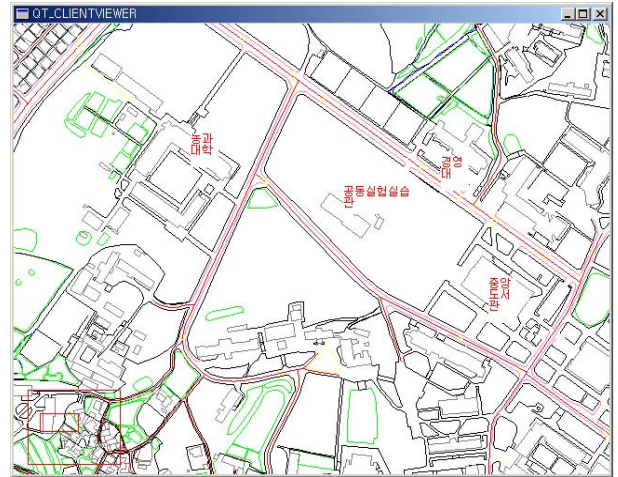 QT_CLIENTVIEWER
농과
대학
경영
대
공동실험실습
관
중앙
도서
관